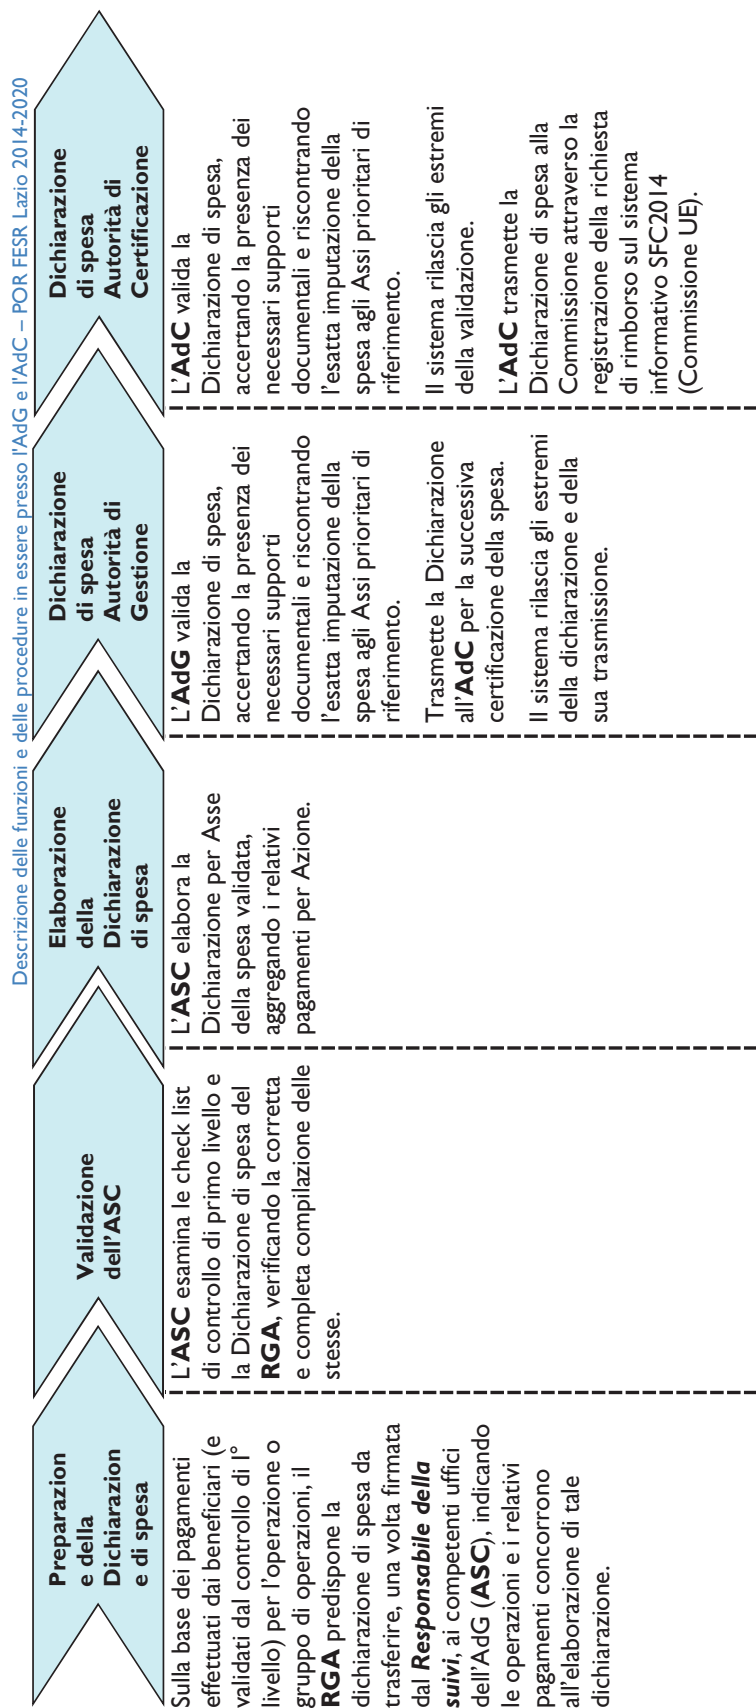 Descrizione delle funzioni e delle procedure in essere presso l'AdG e l'AdC – POR FESR Lazio 2014-2020
Preparazion
e della
Dichiarazion
e di spesa
Sulla base dei pagamenti
effettuati dai beneficiari (e
validati dal controllo di I°
livello) per l'operazione o
gruppo di operazioni, il
RGA predispone la
dichiarazione di spesa da
trasferire, una volta firmata
dal Responsabile della
suivi, ai competenti uffici
dell'AdG (ASC), indicando
le operazioni e i relativi
pagamenti concorrono
all'elaborazione di tale
dichiarazione.
Validazione
dell'ASC
L'ASC esamina le check list
di controllo di primo livello e
la Dichiarazione di spesa del
RGA, verificando la corretta
e completa compilazione delle
stesse.
Elaborazione
della
Dichiarazione
di spesa
L'ASC elabora la
Dichiarazione per Asse
della spesa validata,
aggregando i relativi
pagamenti per Azione.
Dichiarazione
di spesa
Autorità di
Gestione
L'AdG valida la
Dichiarazione di spesa,
accertando la presenza dei
necessari supporti
documentali e riscontrando
l'esatta imputazione della
spesa agli Assi prioritari di
riferimento.
Trasmette la Dichiarazione
all'AdC per la successiva
certificazione della spesa.
Il sistema rilascia gli estremi
della dichiarazione e della
sua trasmissione.
Dichiarazione
di spesa
Autorità di
Certificazione
L'AdC valida la
Dichiarazione di spesa,
accertando la presenza dei
necessari supporti
documentali e riscontrando
l'esatta imputazione della
spesa agli Assi prioritari di
riferimento.
Il sistema rilascia gli estremi
della validazione.
L'AdC trasmette la
Dichiarazione di spesa alla
Commissione attraverso la
registrazione della richiesta
di rimborso sul sistema
informativo SFC2014
(Commissione UE).